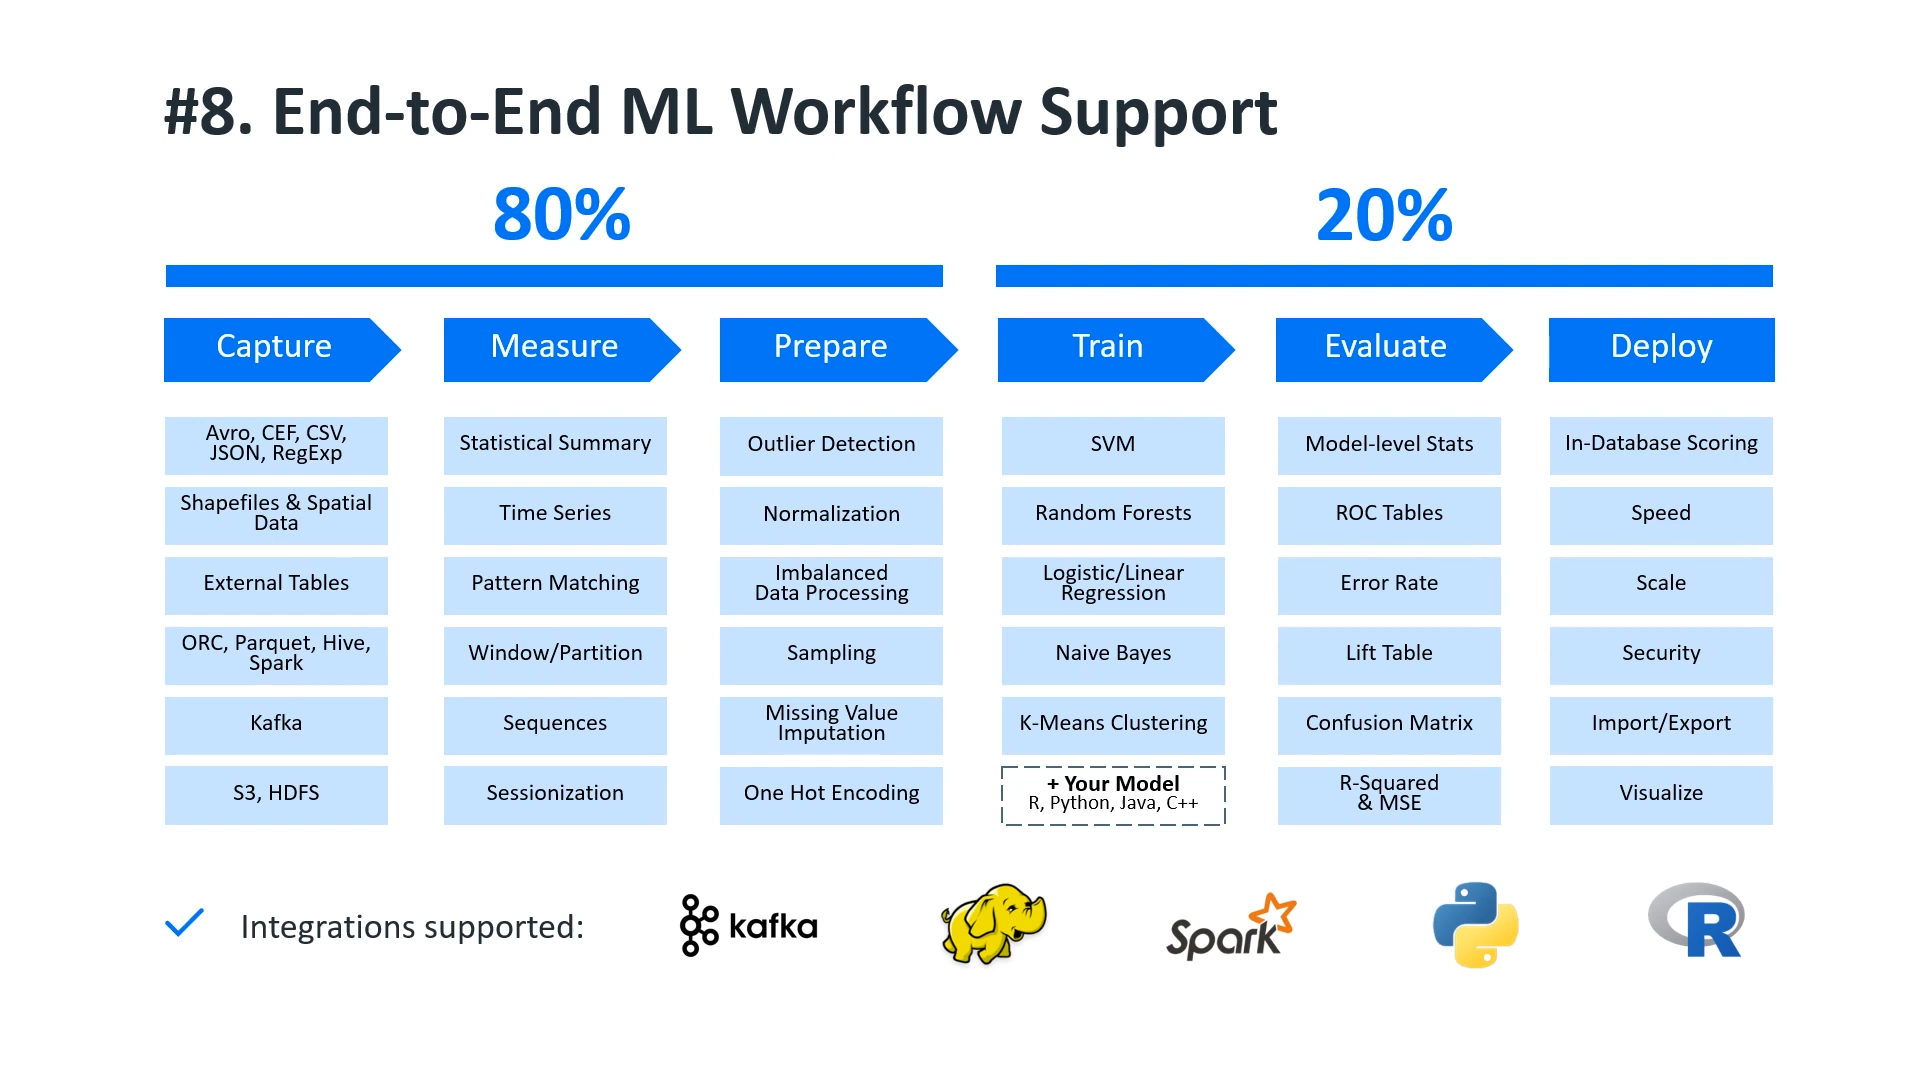 #8. End-to-End ML Workflow Support
80%
20%
Capture
Measure
Prepare
Train
Evaluate
Deploy
Avro, CEF, CSV,
JSON, RegExp
Shapefiles & Spatial
Data
External Tables
ORC, Parquet, Hive,
Spark
Kafka
S3, HDFS
Statistical Summary
Time Series
Pattern Matching
Window/Partition
Sequences
Sessionization
Outlier Detection
Normalization
Imbalanced
Data Processing
Sampling
Missing Value
Imputation
One Hot Encoding
SVM
Random Forests
Logistic/Linear
Regression
Naive Bayes
K-Means Clustering
+ Your Model
R, Python, Java, C++
Model-level Stats
ROC Tables
Error Rate
Lift Table
Confusion Matrix
R-Squared
& MSE
In-Database Scoring
Speed
Scale
Security
Import/Export
Visualize
Integrations supported:
kafka
Spark
R